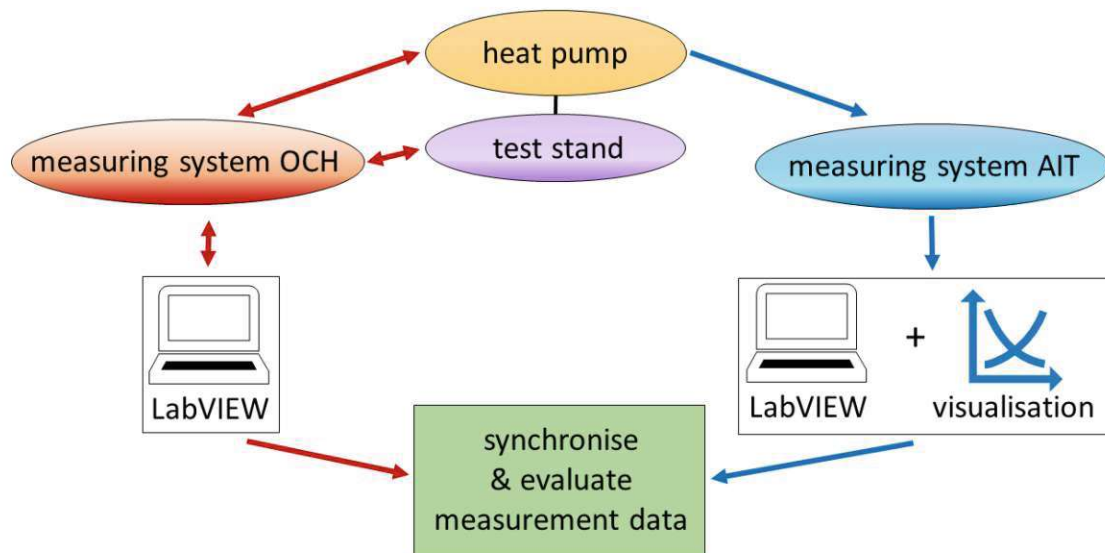 heat pump
test stand
measuring system OCH
measuring system AIT
LabVIEW
+
LabVIEW
visualisation
synchronise
& evaluate
measurement data